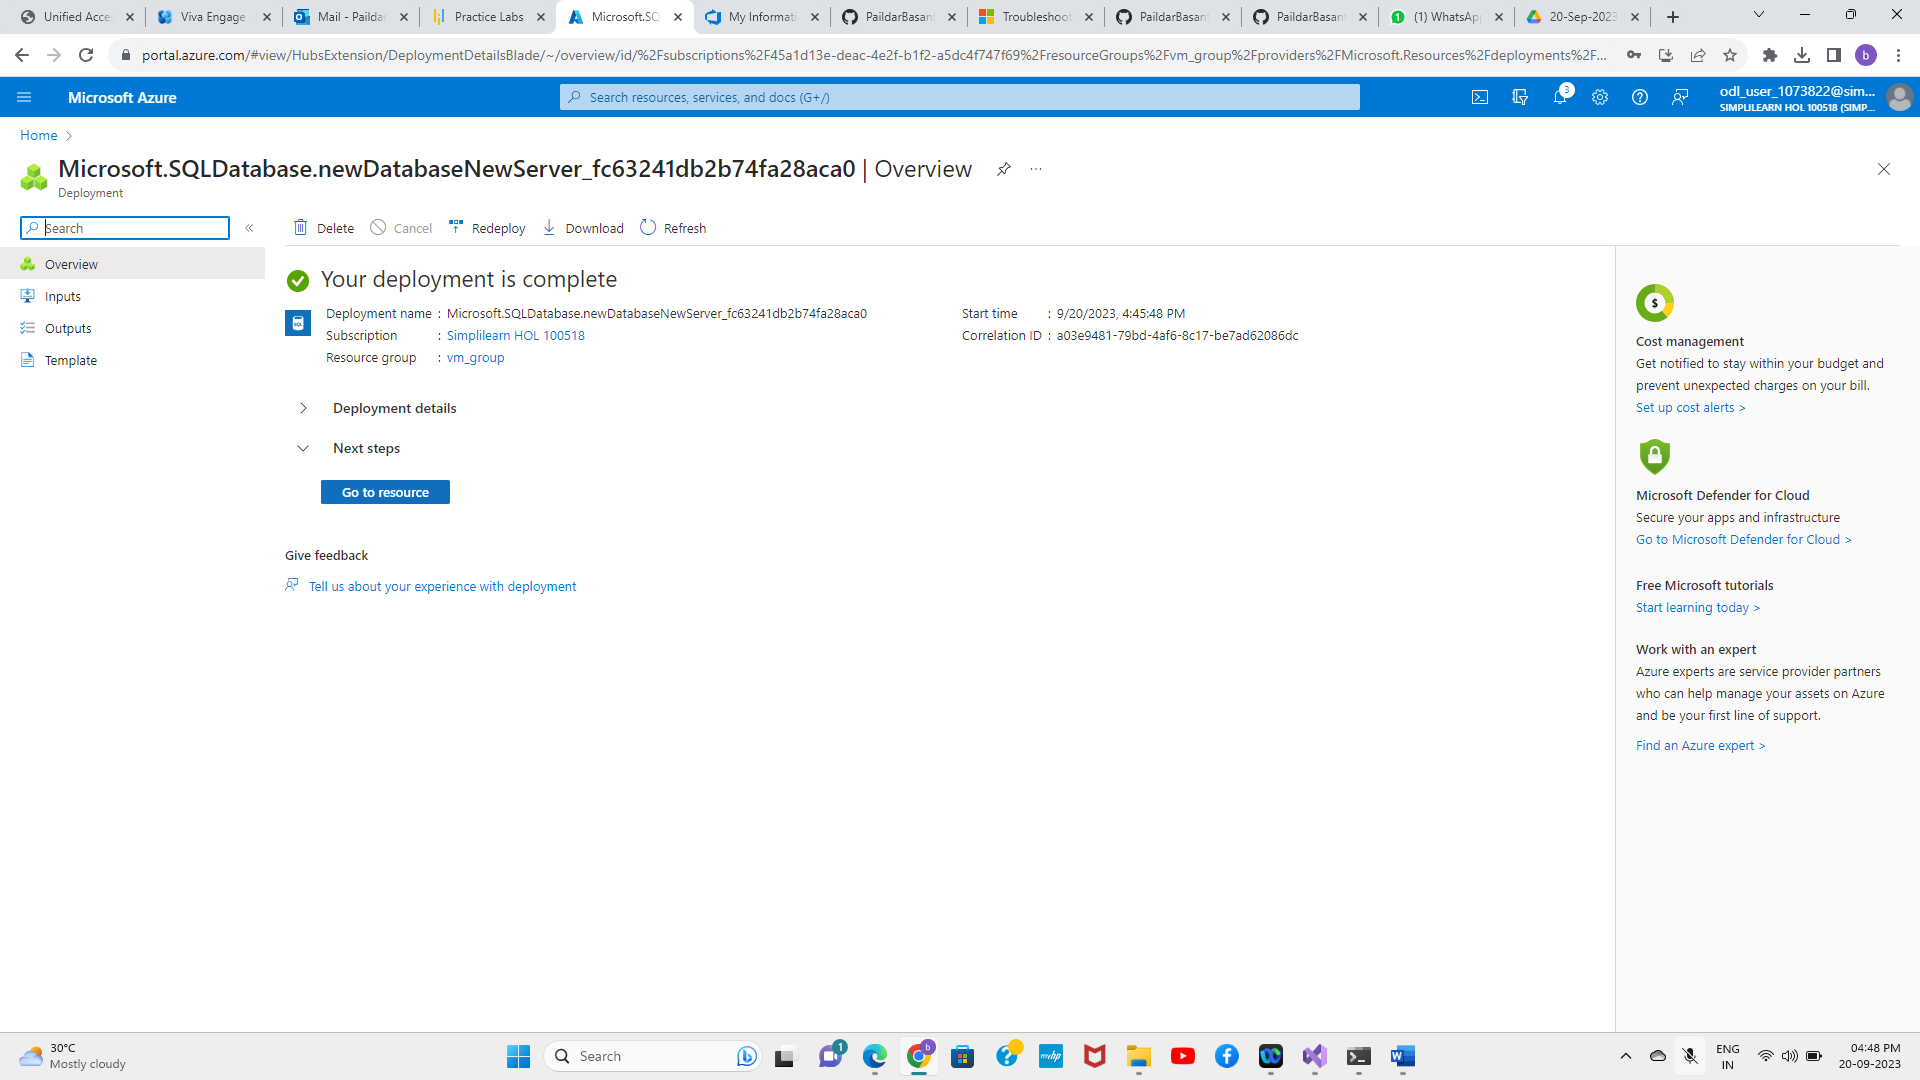 Unified Acces
Viva Engage
Mail - Paildar
Practice Labs
Microsoft.SQ
My Informati
PaildarBasant
Troubleshoot
PaildarBasant
PaildarBasant
(1) WhatsApp
20-Sep-2023
portal.azure.com/#view/HubsExtension/DeploymentDetailsBlade/~/overview/id/%2Fsubscriptions%2F45a1d13e-deac-4e2f-b1f2-a5dc4f747f69%2FresourceGroups%2Fvm_group%2Fproviders%2FMicrosoft.Resources%2Fdeployments%2F...
b
Microsoft Azure
Search resources, services, and docs (G+/)
3
odl_user_1073822@sim...
SIMPLILEARN HOL 100518 (SIMP...
Home
Microsoft.SQLDatabase.newDatabaseNewServer_fc63241db2b74fa28aca0 | Overview
...
Deployment
Search
«
Delete
Cancel
Redeploy
Download
Refresh
Overview
Inputs
Outputs
Template
Your deployment is complete
SQL
Deployment name : Microsoft.SQLDatabase.newDatabaseNewServer_fc63241db2b74fa28aca0
Subscription : Simplilearn HOL 100518
Resource group : vm_group
Start time : 9/20/2023, 4:45:48 PM
Correlation ID : a03e9481-79bd-4af6-8c17-be7ad62086dc
Deployment details
Next steps
Go to resource
Give feedback
Tell us about your experience with deployment
$
Cost management
Get notified to stay within your budget and
prevent unexpected charges on your bill.
Set up cost alerts >
Microsoft Defender for Cloud
Secure your apps and infrastructure
Go to Microsoft Defender for Cloud >
Free Microsoft tutorials
Start learning today >
Work with an expert
Azure experts are service provider partners
who can help manage your assets on Azure
and be your first line of support.
Find an Azure expert >
30°C
Mostly cloudy
Search
1
b
myhp
ENG
IN
04:48 PM
20-09-2023